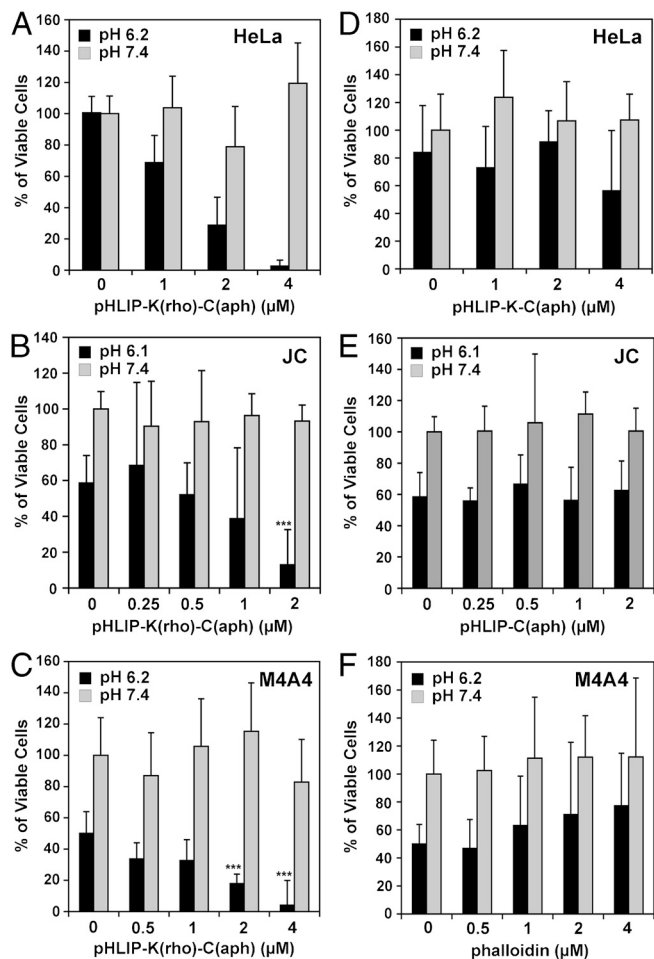 A
HeLa
pH 6.2
pH 7.4
% of Viable Cells
160
140
120
100
80
60
40
20
0
0 1 2 4
pHLIP-K(rho)-C(aph) (µM)
D
HeLa
pH 6.2
pH 7.4
% of Viable Cells
180
160
140
120
100
80
60
40
20
0
0 1 2 4
pHLIP-K-C(aph) (µM)
B
JC
pH 6.1
pH 7.4
% of Viable Cells
140
120
100
80
60
40
20
0
***
0 0.25 0.5 1 2
pHLIP-K(rho)-C(aph) (µM)
E
JC
pH 6.1
pH 7.4
% of Viable Cells
160
140
120
100
80
60
40
20
0
0 0.25 0.5 1 2
pHLIP-C(aph) (µM)
C
M4A4
pH 6.2
pH 7.4
% of Viable Cells
160
140
120
100
80
60
40
20
0
*** ***
0 0.5 1 2 4
pHLIP-K(rho)-C(aph) (µM)
F
M4A4
pH 6.2
pH 7.4
% of Viable Cells
180
160
140
120
100
80
60
40
20
0
0 0.5 1 2 4
phalloidin (µM)